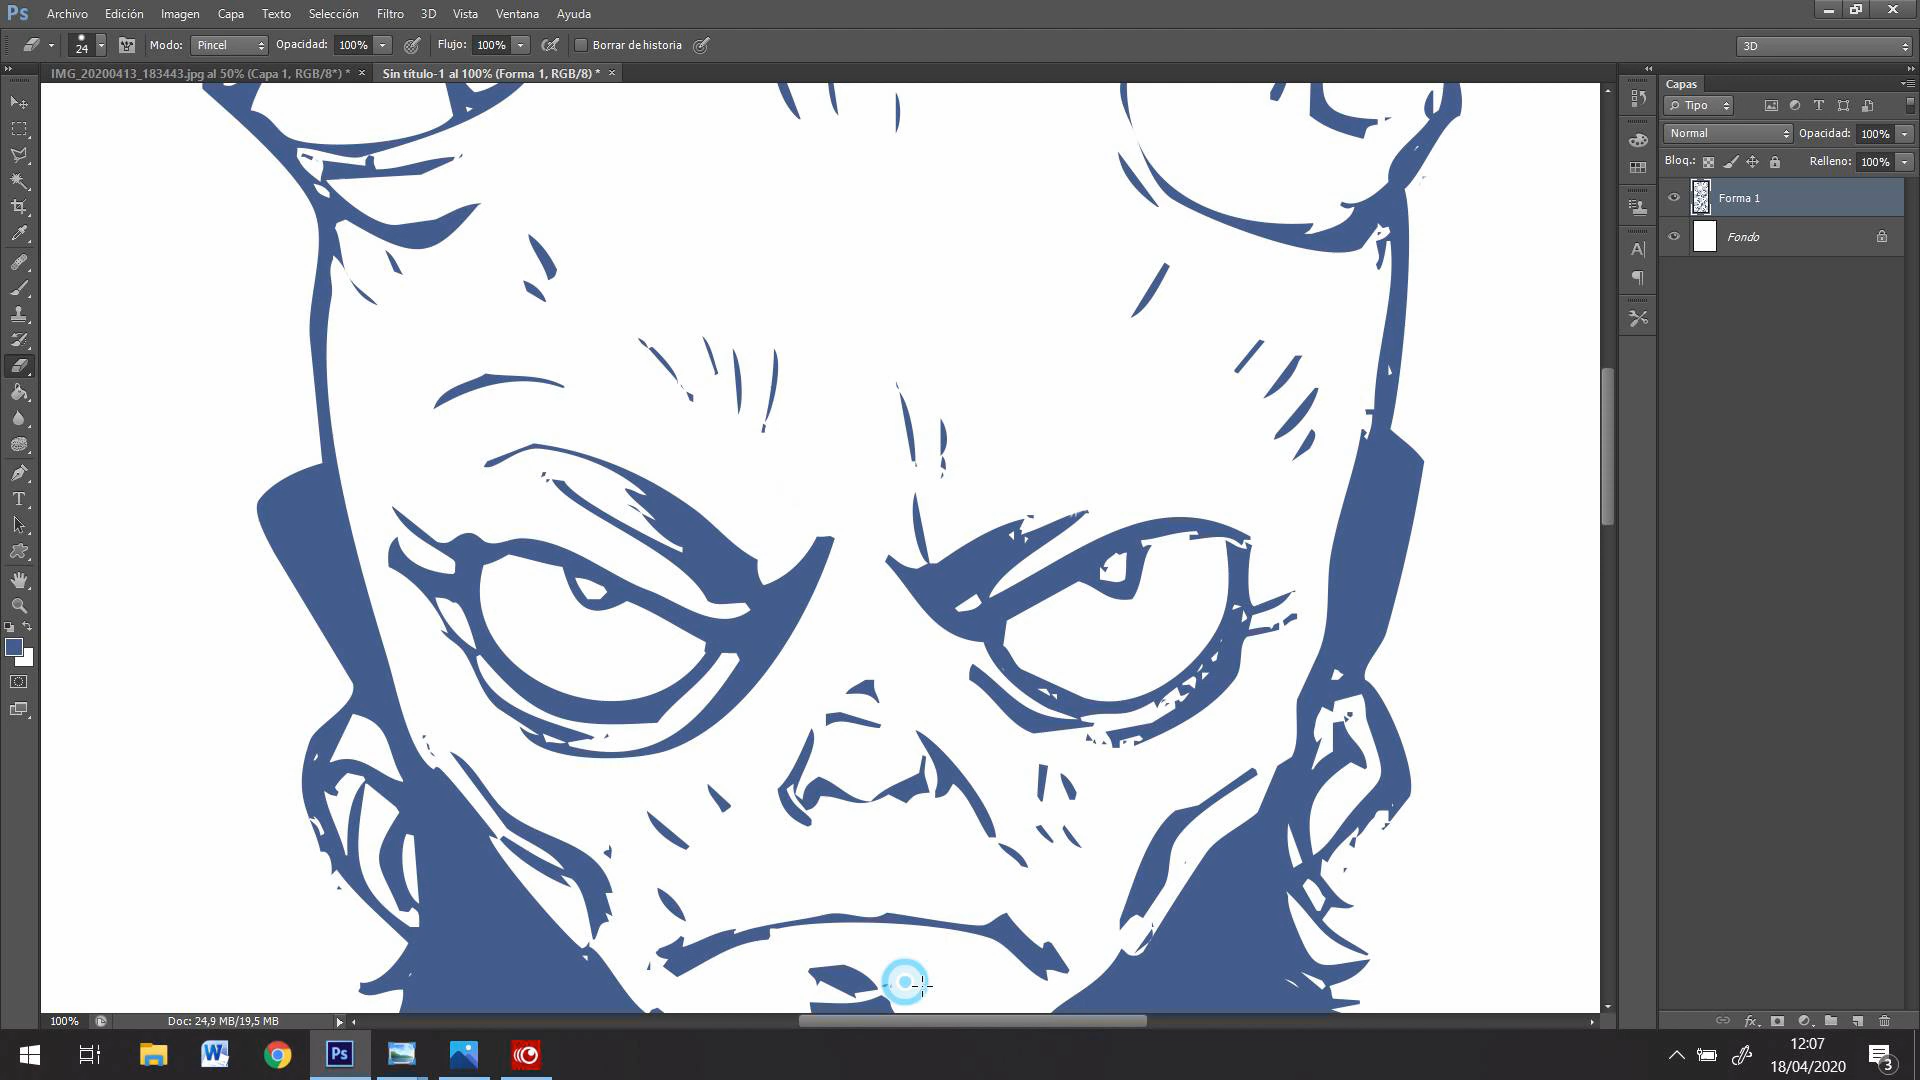 Ps Archivo Edición Imagen Capa Texto Selección Filtro 3D Vista Ventana Ayuda
24 Modo: Pincel Opacidad: 100% Flujo: 100% Borrar de historia 3D
IMG_20200413_183443.jpg al 50% (Capa 1, RGB/8*) * × Sin título-1 al 100% (Forma 1, RGB/8) * ×
Capas
Tipo
Normal Opacidad: 100%
Bloq.: Relleno: 100%
Forma 1
Fondo
100% Doc: 24,9 MB/19,5 MB
Ps
12:07
18/04/2020
3